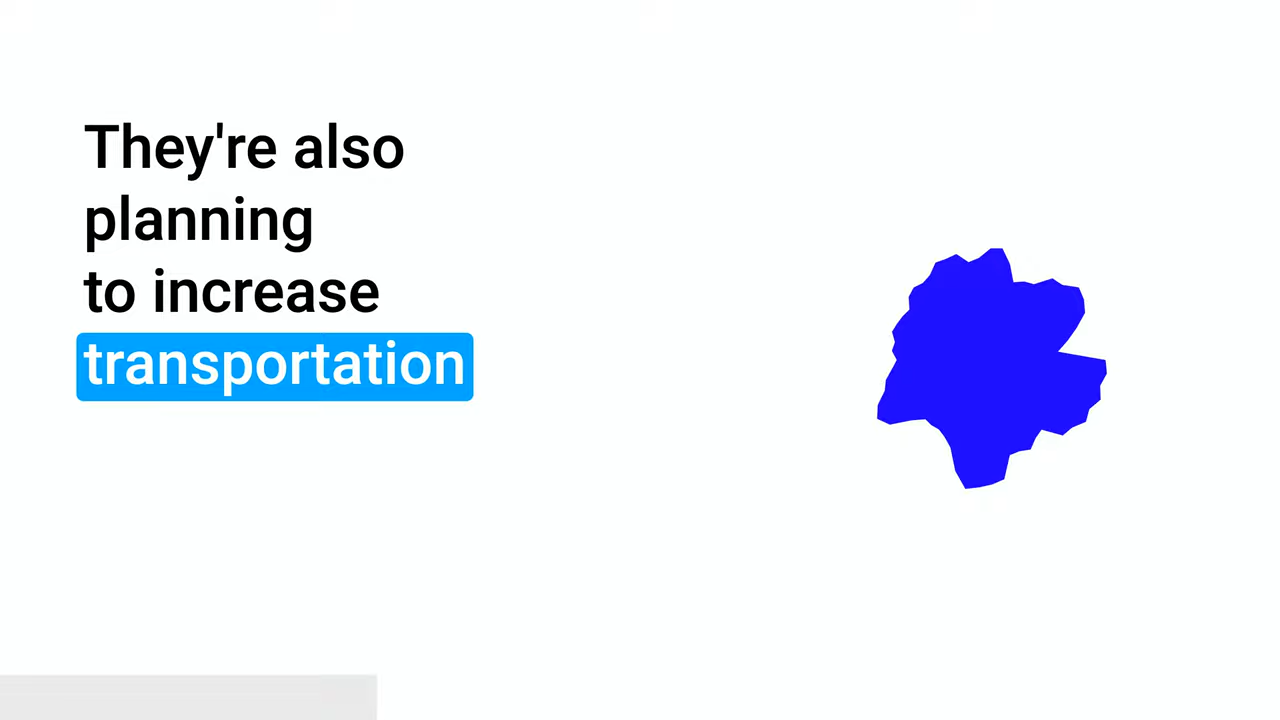 They're also
planning
to increase
transportation